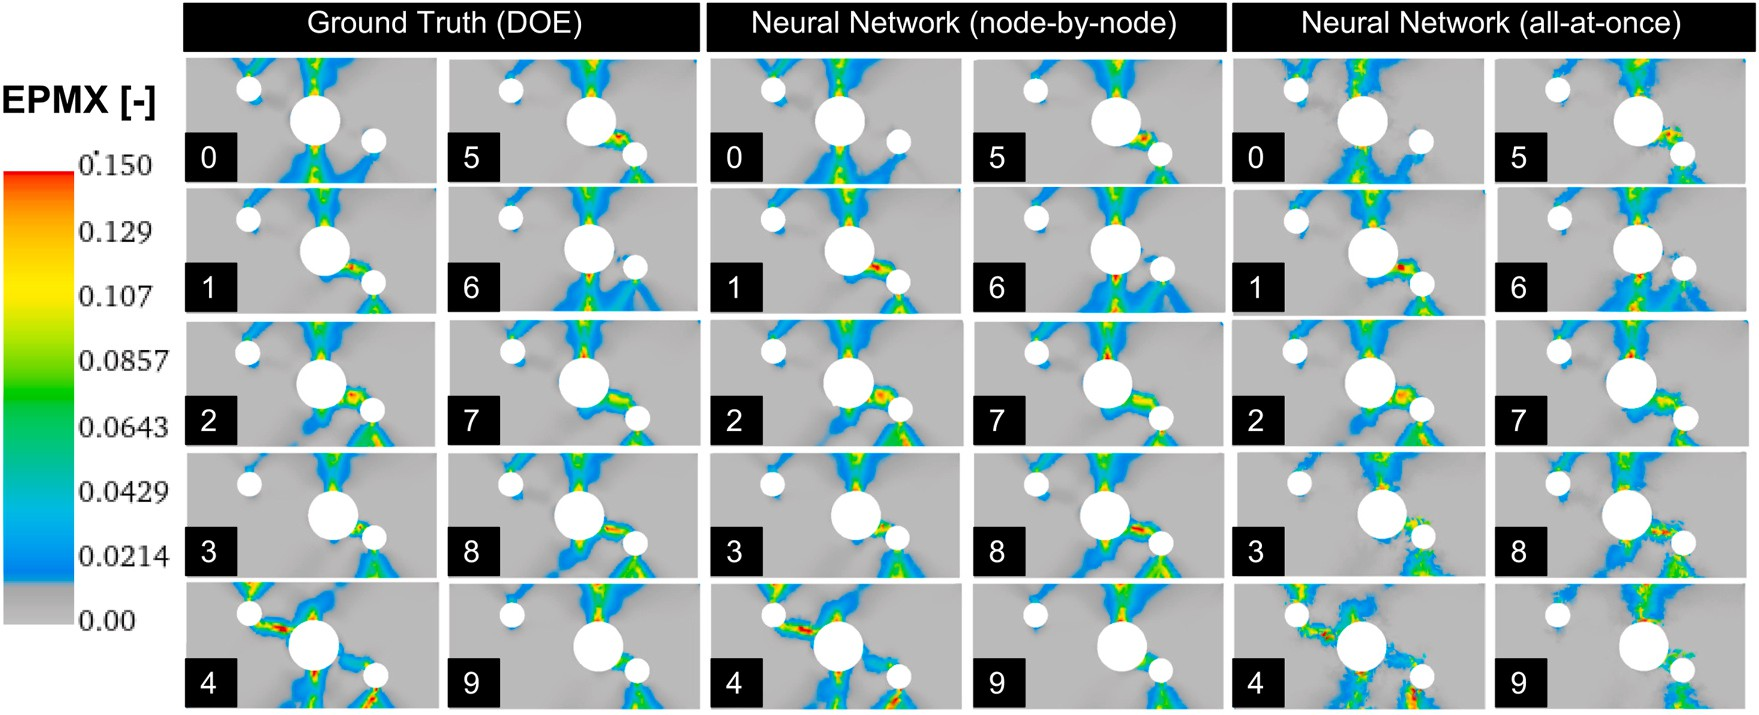 Ground Truth (DOE) Neural Network (node-by-node) Neural Network (all-at-once)
EPMX [-]
0.150
0.129
0.107
0.0857
0.0643
0.0429
0.0214
0.00
0 5 0 5 0 5
1 6 1 6 1 6
2 7 2 7 2 7
3 8 3 8 3 8
4 9 4 9 4 9